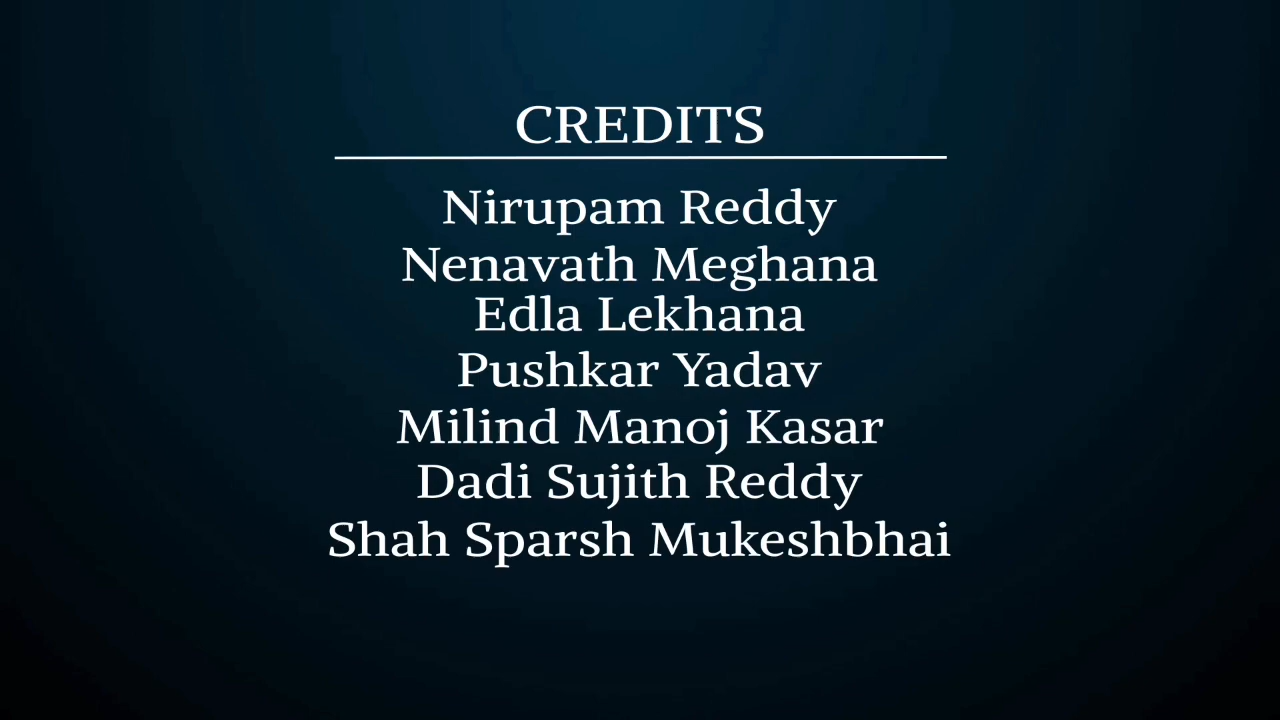 CREDITS
Nirupam Reddy
Nenavath Meghana
Edla Lekhana
Pushkar Yadav
Milind Manoj Kasar
Dadi Sujith Reddy
Shah Sparsh Mukeshbhai